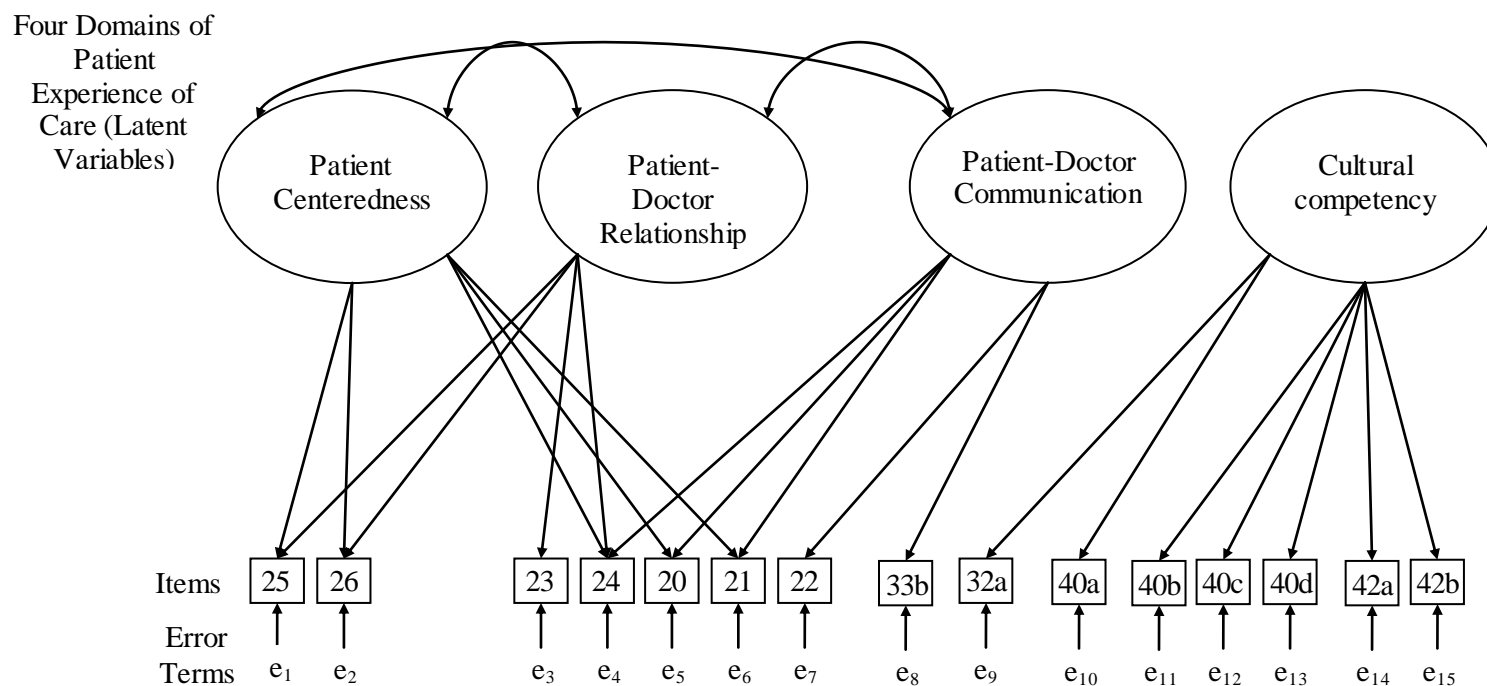 Four Domains of
Patient
Experience of
Care (Latent
Variables)
Patient
Centeredness
Patient-
Doctor
Relationship
Patient-Doctor
Communication
Cultural
competency
Items
25 26 23 24 20 21 22 33b 32a 40a 40b 40c 40d 42a 42b
Error
Terms
e₁ e₂ e₃ e₄ e₅ e₆ e₇ e₈ e₉ e₁₀ e₁₁ e₁₂ e₁₃ e₁₄ e₁₅